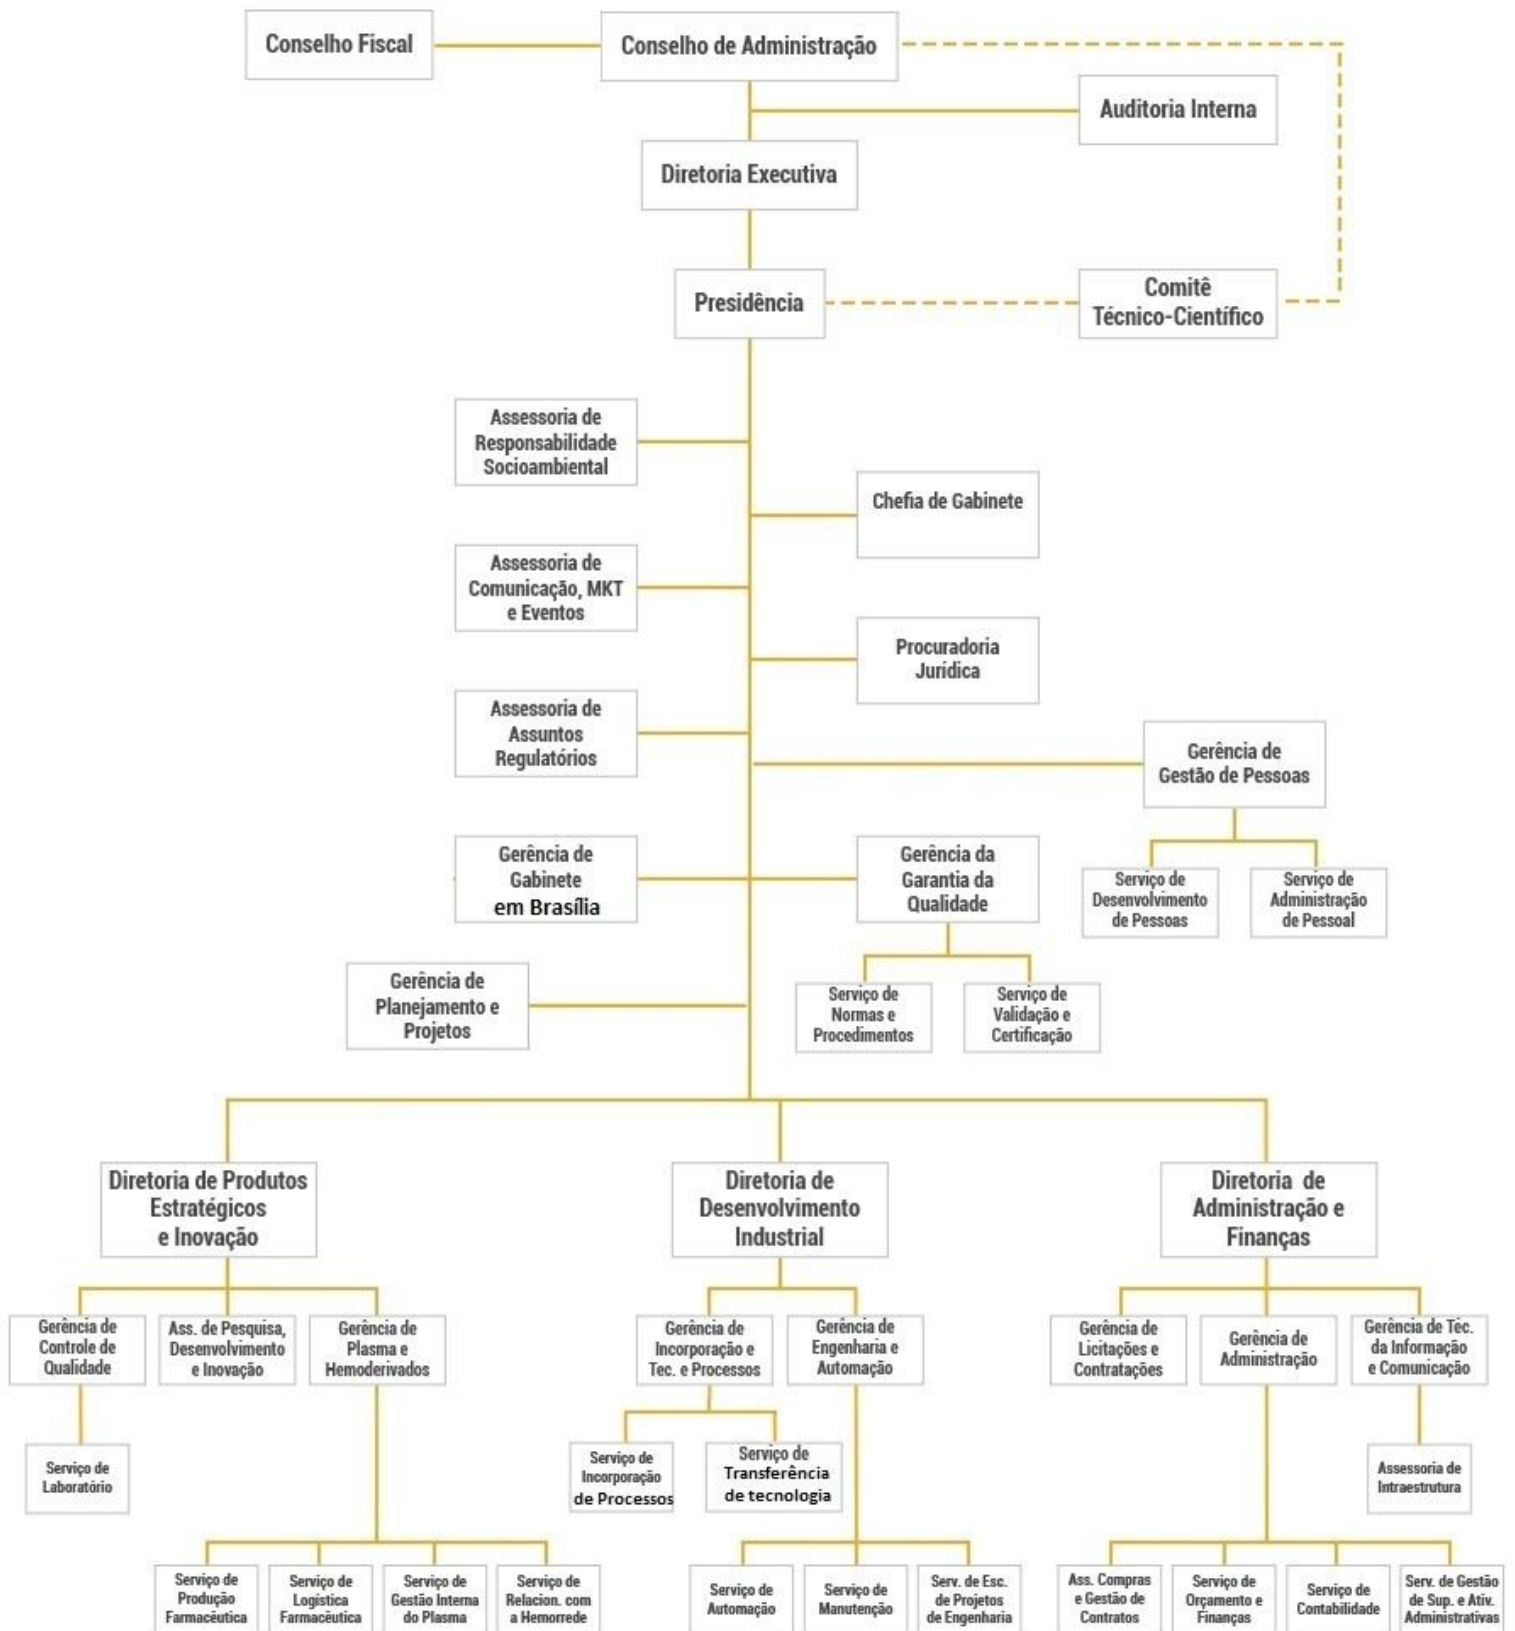 Conselho Fiscal
Conselho de Administração
Auditoria Interna
Diretoria Executiva
Presidência
Comitê
Técnico-Científico
Assessoria de
Responsabilidade
Socioambiental
Chefia de Gabinete
Assessoria de
Comunicação, MKT
e Eventos
Procuradoria
Jurídica
Assessoria de
Assuntos
Regulatórios
Gerência de
Gestão de Pessoas
Serviço de
Desenvolvimento
de Pessoas
Serviço de
Administração
de Pessoal
Gerência de
Gabinete
em Brasília
Gerência da
Garantia da
Qualidade
Serviço de
Normas e
Procedimentos
Serviço de
Validação e
Certificação
Gerência de
Planejamento e
Projetos
Diretoria de Produtos
Estratégicos
e Inovação
Diretoria de
Desenvolvimento
Industrial
Diretoria de
Administração e
Finanças
Gerência de
Controle de
Qualidade
Ass. de Pesquisa,
Desenvolvimento
e Inovação
Gerência de
Plasma e
Hemoderivados
Gerência de
Incorporação e
Tec. e Processos
Gerência de
Engenharia e
Automação
Gerência de
Licitações e
Contratações
Gerência de
Administração
Gerência de Téc.
da Informação
e Comunicação
Serviço de
Laboratório
Serviço de
Incorporação
de Processos
Serviço de
Transferência
de tecnologia
Assessoria de
Intraestrutura
Serviço de
Produção
Farmacêutica
Serviço de
Logística
Farmacêutica
Serviço de
Gestão Interna
do Plasma
Serviço de
Relacion. com
a Hemorrede
Serviço de
Automação
Serviço de
Manutenção
Serv. de Esc.
de Projetos
de Engenharia
Ass. Compras
e Gestão de
Contratos
Serviço de
Orçamento e
Finanças
Serviço de
Contabilidade
Serv. de Gestão
de Sup. e Ativ.
Administrativas